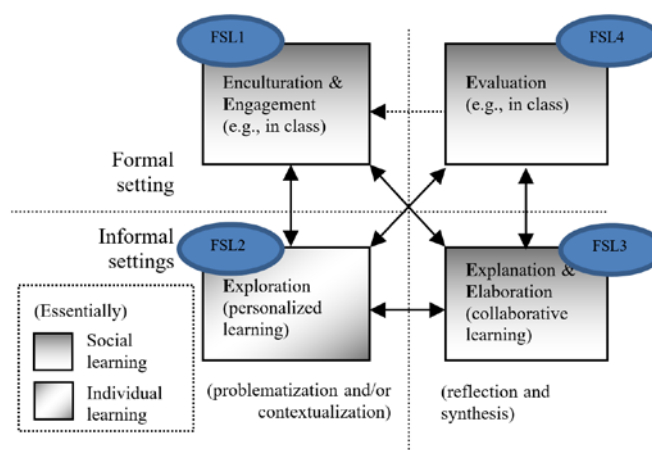 FSL1
FSL4
Enculturation &
Engagement
(e.g., in class)
Evaluation
(e.g., in class)
Formal
setting
Informal
settings
FSL2
FSL3
Exploration
(personalized
learning)
Explanation &
Elaboration
(collaborative
learning)
(Essentially)
Social
learning
Individual
learning
(problematization and/or
contextualization)
(reflection and
synthesis)